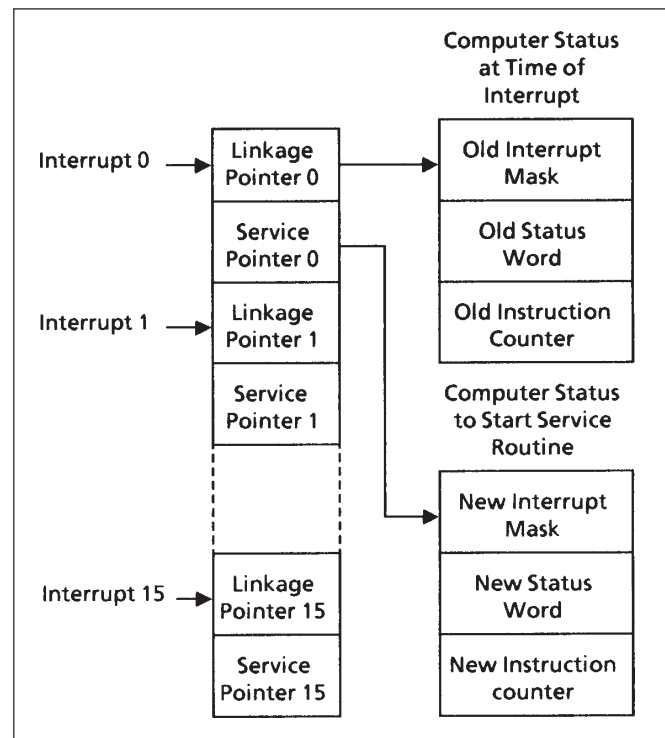 Computer Status
at Time of
Interrupt
Interrupt 0
Linkage
Pointer 0
Old Interrupt
Mask
Service
Pointer 0
Old Status
Word
Interrupt 1
Linkage
Pointer 1
Old Instruction
Counter
Service
Pointer 1
Computer Status
to Start Service
Routine
New Interrupt
Mask
Interrupt 15
Linkage
Pointer 15
New Status
Word
Service
Pointer 15
New Instruction
counter